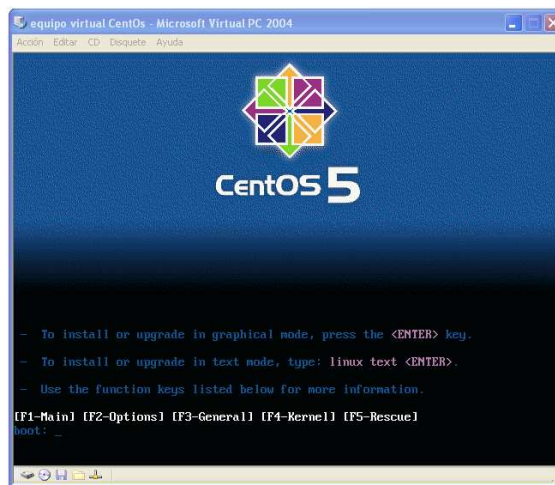 equipo virtual CentOs - Microsoft Virtual PC 2004
Acción Editar CD Disquete Ayuda
CentOS 5
- To install or upgrade in graphical mode, press the <ENTER> key.
- To install or upgrade in text mode, type: linux text <ENTER>.
- Use the function keys listed below for more information.
[F1-Main] [F2-Options] [F3-General] [F4-Kernel] [F5-Rescue]
boot: _